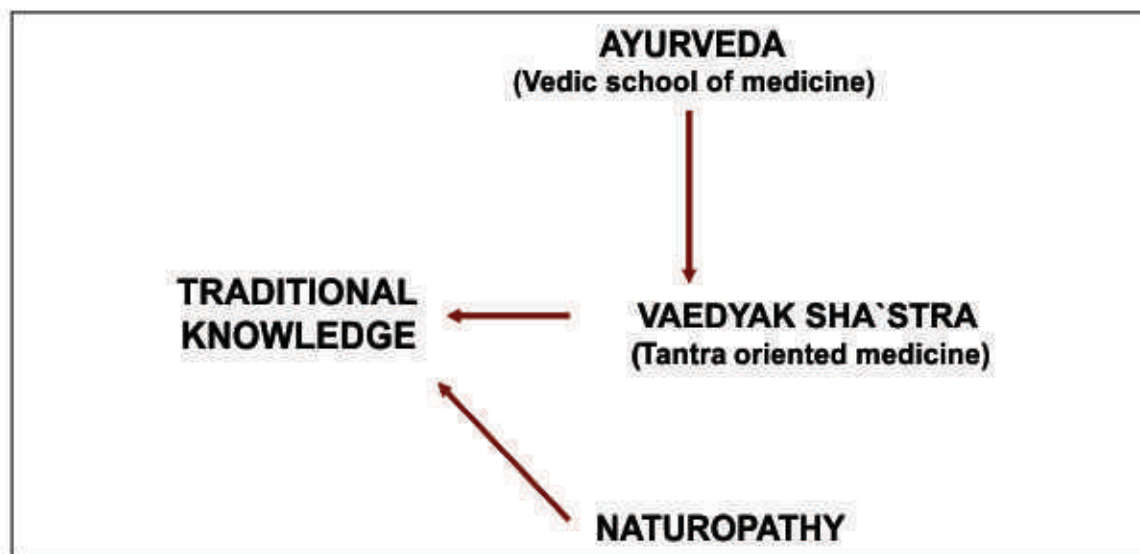 AYURVEDA
(Vedic school of medicine)
TRADITIONAL
KNOWLEDGE
VAEDYAK SHA`STRA
(Tantra oriented medicine)
NATUROPATHY